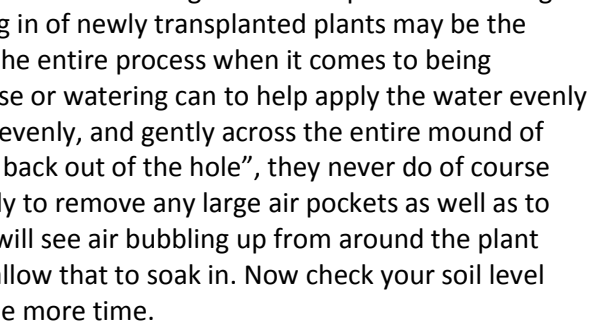 g in of newly transplanted plants may be the
he entire process when it comes to being
se or watering can to help apply the water evenly
evenly, and gently across the entire mound of
back out of the hole”, they never do of course
ly to remove any large air pockets as well as to
will see air bubbling up from around the plant
allow that to soak in. Now check your soil level
e more time.